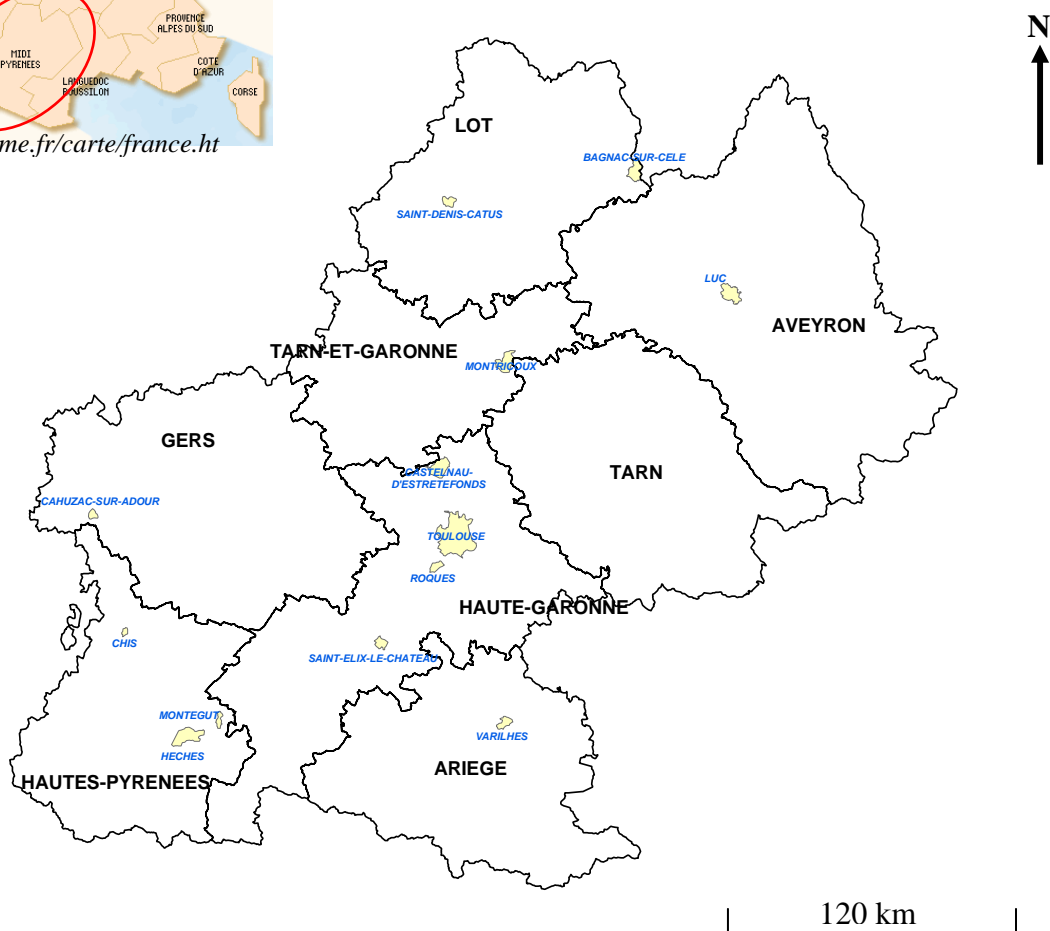 PROVENCE
ALPES DU SUD
MIDI
PYRENEES
COTE
D'AZUR
LANGUEDOC
ROUSSILON
CORSE
me.fr/carte/france.ht
N
LOT
BAGNAC-SUR-CELE
SAINT-DENIS-CATUS
LUC
AVEYRON
TARN-ET-GARONNE
MONTRICOUX
GERS
TARN
CASTELNAU-
D'ESTRETEFONDS
CAHUZAC-SUR-ADOUR
TOULOUSE
ROQUES
HAUTE-GARONNE
CHIS
SAINT-ELIX-LE-CHATEAU
MONTEGUT
VARILHES
HECHES
ARIEGE
HAUTES-PYRENEES
120 km